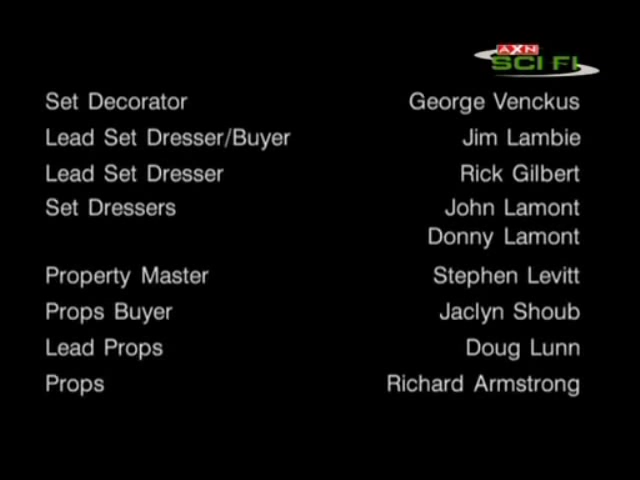 AXN
SCI FI
Set Decorator George Venckus
Lead Set Dresser/Buyer Jim Lambie
Lead Set Dresser Rick Gilbert
Set Dressers John Lamont
Donny Lamont
Property Master Stephen Levitt
Props Buyer Jaclyn Shoub
Lead Props Doug Lunn
Props Richard Armstrong